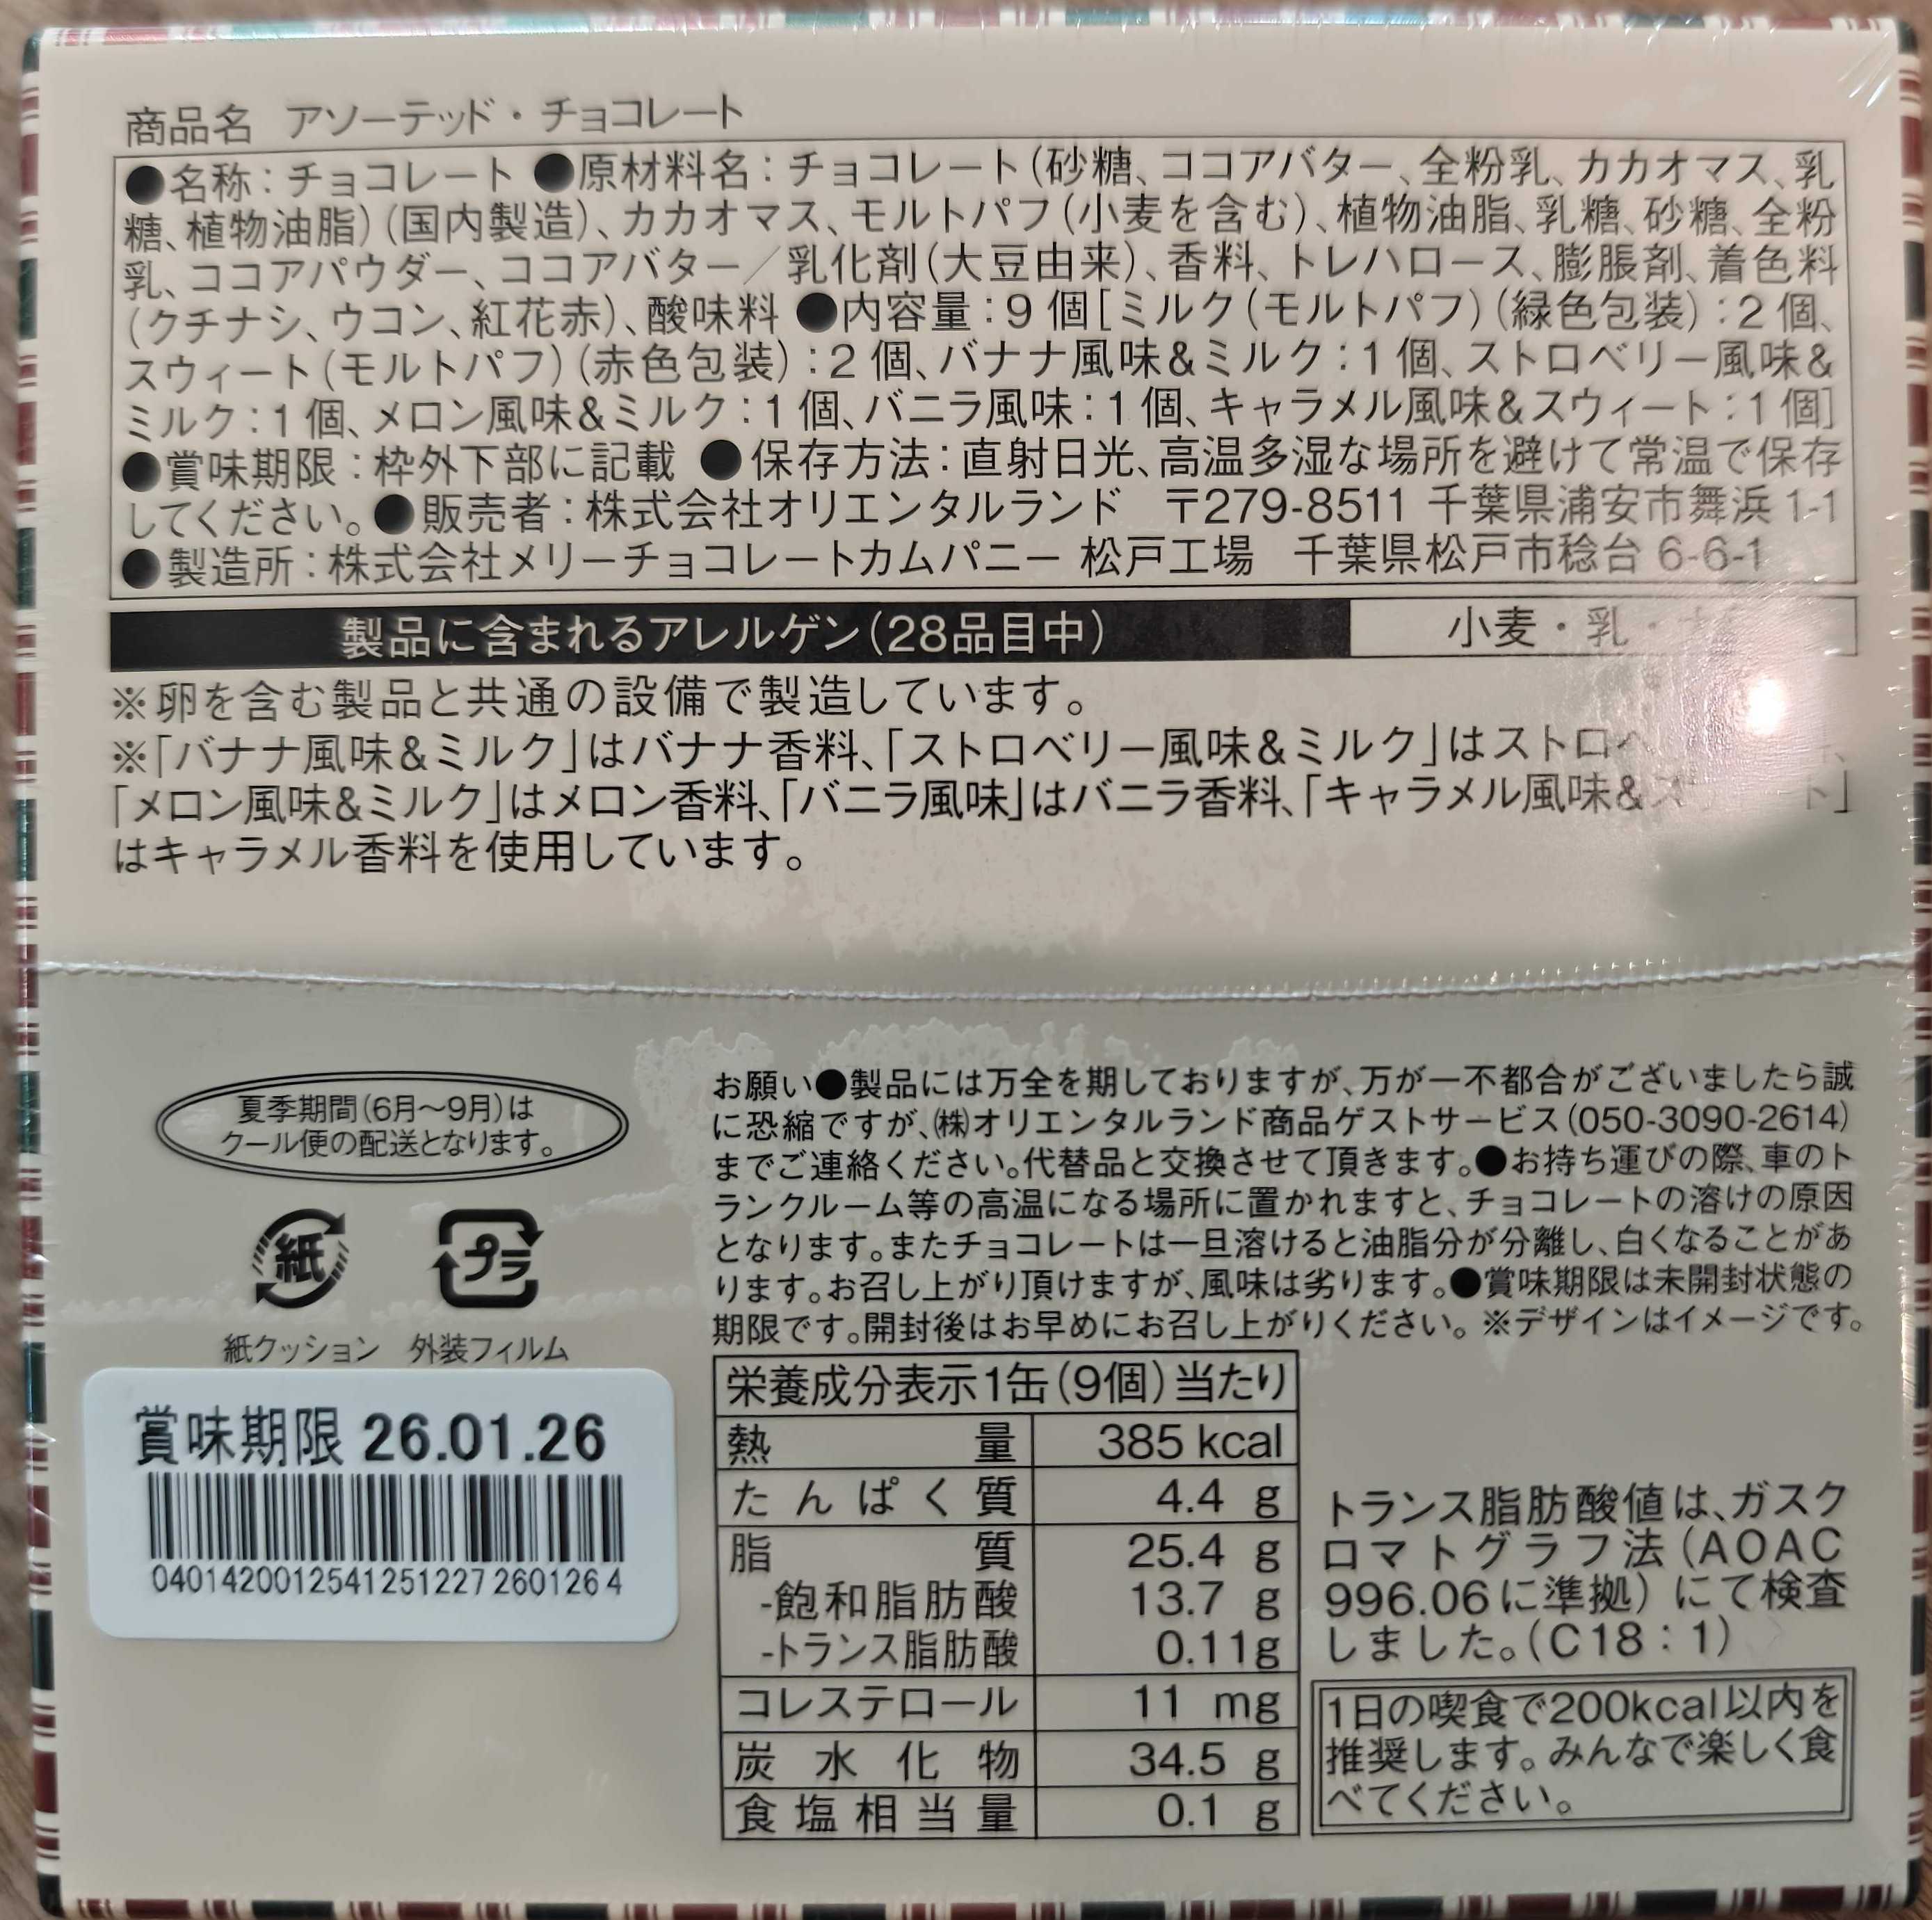 商品名　アソーテッド・チョコレート
●名称：チョコレート ●原材料名：チョコレート（砂糖、ココアバター、全粉乳、カカオマス、乳
糖、植物油脂）（国内製造）、カカオマス、モルトパフ（小麦を含む）、植物油脂、乳糖、砂糖、全粉
乳、ココアパウダー、ココアバター／乳化剤（大豆由来）、香料、トレハロース、膨脹剤、着色料
（クチナシ、ウコン、紅花赤）、酸味料 ●内容量：9 個［ミルク（モルトパフ）（緑色包装）：2 個、
スウィート（モルトパフ）（赤色包装）：2 個、バナナ風味&ミルク：1 個、ストロベリー風味&
ミルク：1 個、メロン風味&ミルク：1 個、バニラ風味：1 個、キャラメル風味&スウィート：1 個］
●賞味期限：枠外下部に記載 ●保存方法：直射日光、高温多湿な場所を避けて常温で保存
してください。●販売者：株式会社オリエンタルランド　〒279-8511 千葉県浦安市舞浜 1-1
●製造所：株式会社メリーチョコレートカムパニー 松戸工場　千葉県松戸市稔台 6-6-1
製品に含まれるアレルゲン（28品目中）　小麦・乳・
※卵を含む製品と共通の設備で製造しています。
※「バナナ風味&ミルク」はバナナ香料、「ストロベリー風味&ミルク」はストロ
「メロン風味&ミルク」はメロン香料、「バニラ風味」はバニラ香料、「キャラメル風味&　ト」
はキャラメル香料を使用しています。
夏季期間（6月〜9月）は
クール便の配送となります。
紙　プラ
紙クッション　外装フィルム
お願い●製品には万全を期しておりますが、万が一不都合がございましたら誠
に恐縮ですが、㈱オリエンタルランド商品ゲストサービス（050-3090-2614）
までご連絡ください。代替品と交換させて頂きます。●お持ち運びの際、車のト
ランクルーム等の高温になる場所に置かれますと、チョコレートの溶けの原因
となります。またチョコレートは一旦溶けると油脂分が分離し、白くなることがあ
ります。お召し上がり頂けますが、風味は劣ります。●賞味期限は未開封状態の
期限です。開封後はお早めにお召し上がりください。※デザインはイメージです。
賞味期限 26.01.26
0401420012541251227260126 4
栄養成分表示1缶（9個）当たり
熱量　385 kcal
たんぱく質　4.4 g
脂質　25.4 g
-飽和脂肪酸　13.7 g
-トランス脂肪酸　0.11g
コレステロール　11 mg
炭水化物　34.5 g
食塩相当量　0.1 g
トランス脂肪酸値は、ガスク
ロマトグラフ法（AOAC
996.06に準拠）にて検査
しました。（C18：1）
1日の喫食で200kcal以内を
推奨します。みんなで楽しく食
べてください。